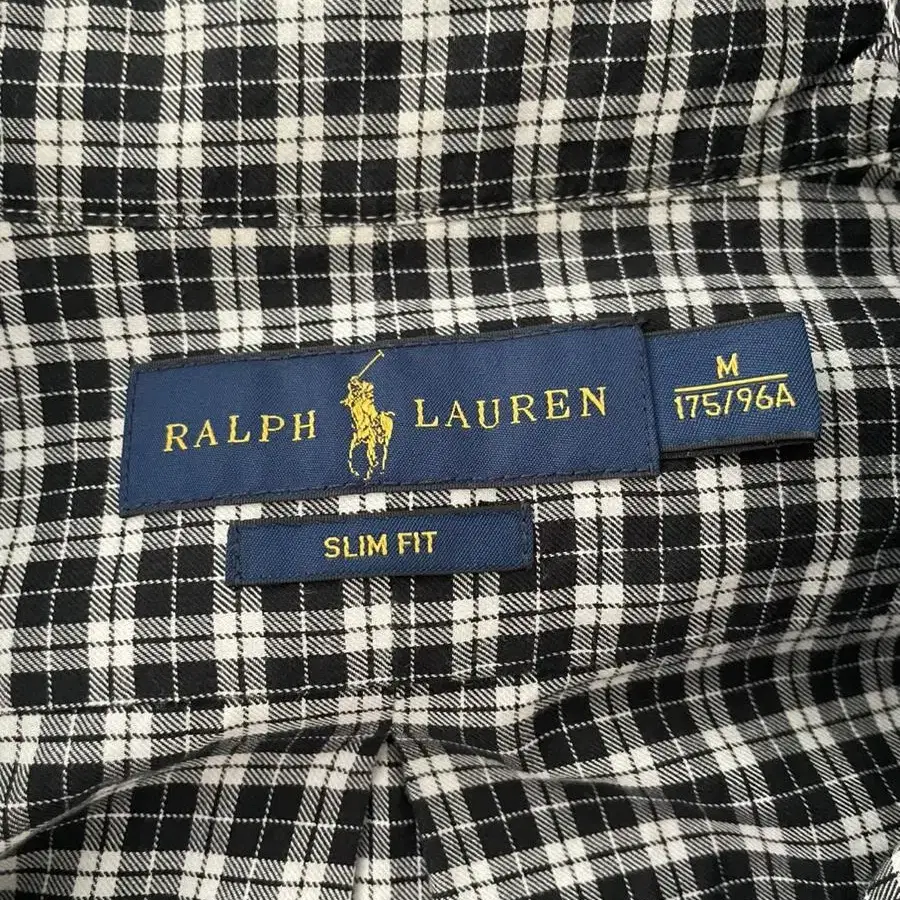 RALPH LAUREN
M
175/96A
SLIM FIT